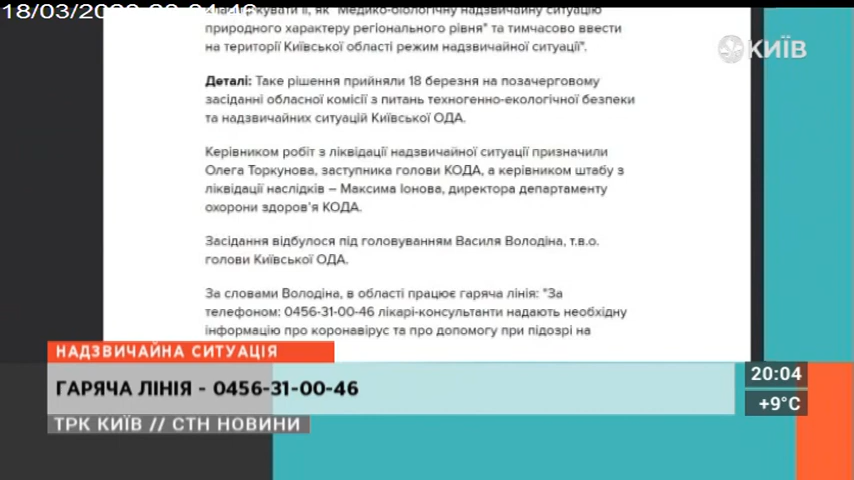 18/03/2020 20:04:46
класифікувати її, як "Медико-біологічну надзвичайну ситуацію
природного характеру регіонального рівня" та тимчасово ввести
на території Київської області режим надзвичайної ситуації".
КИЇВ
Деталі: Таке рішення прийняли 18 березня на позачерговому
засіданні обласної комісії з питань техногенно-екологічної безпеки
та надзвичайних ситуацій Київської ОДА.
Керівником робіт з ліквідації надзвичайної ситуації призначили
Олега Торкунова, заступника голови КОДА, а керівником штабу з
ліквідації наслідків – Максима Іонова, директора департаменту
охорони здоров'я КОДА.
Засідання відбулося під головуванням Василя Володіна, т.в.о.
голови Київської ОДА.
За словами Володіна, в області працює гаряча лінія: "За
телефоном: 0456-31-00-46 лікарі-консультанти надають необхідну
інформацію про коронавірус та про допомогу при підозрі на
НАДЗВИЧАЙНА СИТУАЦІЯ
ГАРЯЧА ЛІНІЯ - 0456-31-00-46
20:04
+9°C
ТРК КИЇВ // СТН НОВИНИ